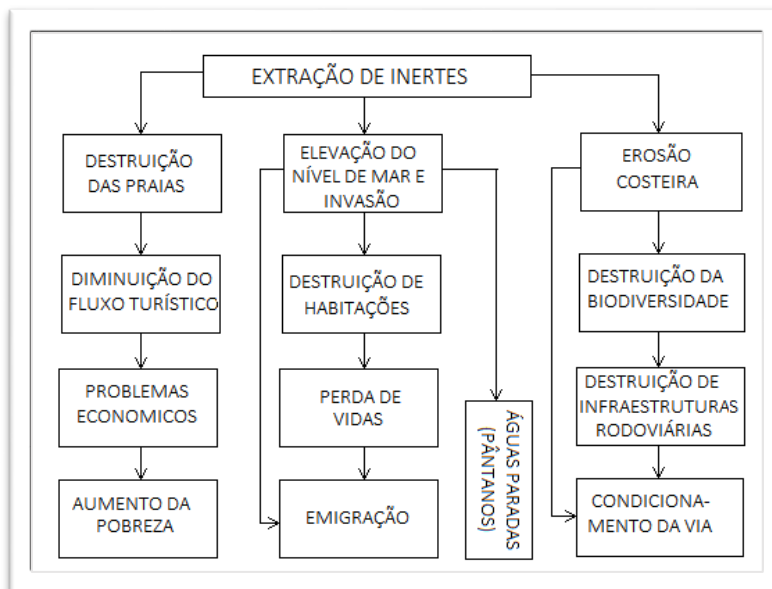 EXTRAÇÃO DE INERTES
DESTRUIÇÃO
DAS PRAIAS
DIMINUIÇÃO DO
FLUXO TURÍSTICO
PROBLEMAS
ECONOMICOS
AUMENTO DA
POBREZA
ELEVAÇÃO DO
NÍVEL DE MAR E
INVASÃO
DESTRUIÇÃO DE
HABITAÇÕES
PERDA DE
VIDAS
EMIGRAÇÃO
ÁGUAS PARADAS
(PÂNTANOS)
EROSÃO
COSTEIRA
DESTRUIÇÃO DA
BIODIVERSIDADE
DESTRUIÇÃO DE
INFRAESTRUTURAS
RODOVIÁRIAS
CONDICIONA-
MENTO DA VIA